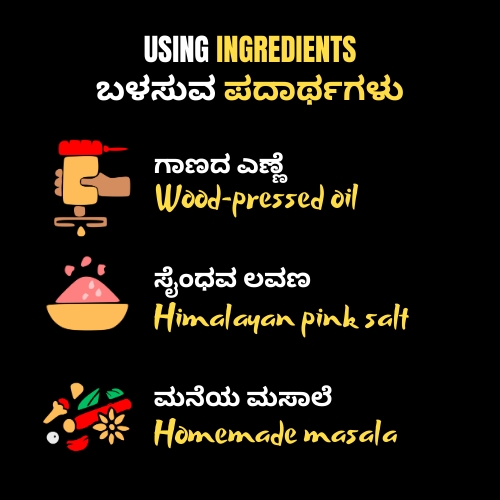 USING INGREDIENTS
ಬಳಸುವ ಪದಾರ್ಥಗಳು
ಗಾಣದ ಎಣ್ಣೆ
Wood-pressed oil
ಸೈಂಧವ ಲವಣ
Himalayan pink salt
ಮನೆಯ ಮಸಾಲೆ
Homemade masala